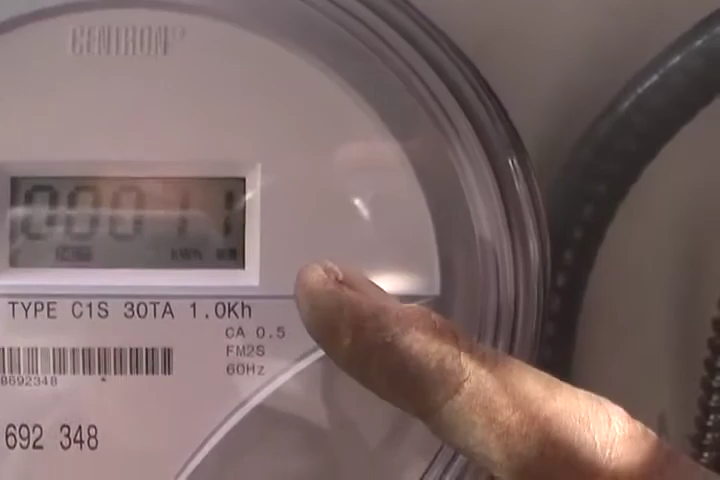 CENTRON
00011
kWh
TYPE C1S 30TA 1.0Kh
CA 0.5
FM2S
60Hz
8692348
692 348